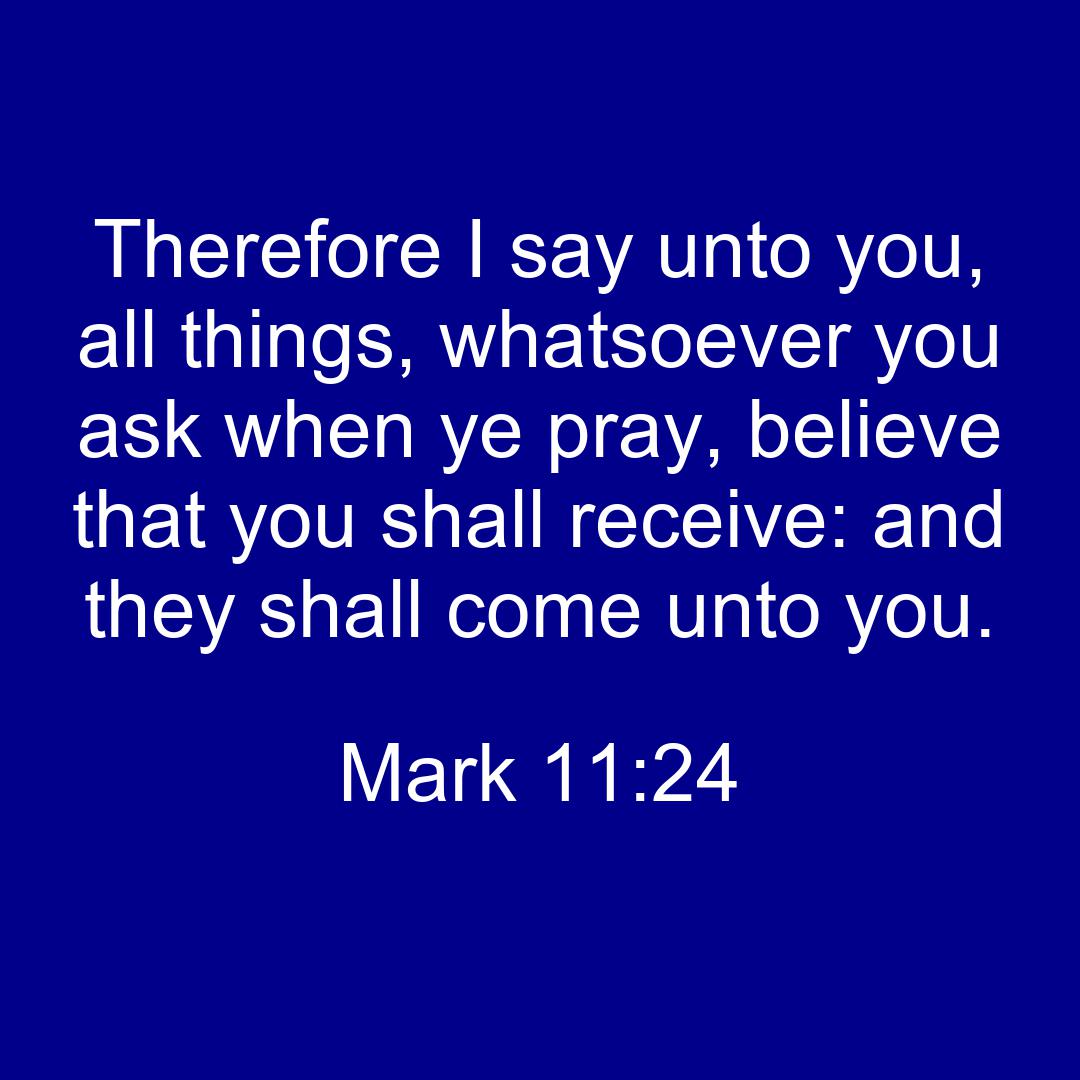 Therefore I say unto you,
all things, whatsoever you
ask when ye pray, believe
that you shall receive: and
they shall come unto you.
Mark 11:24